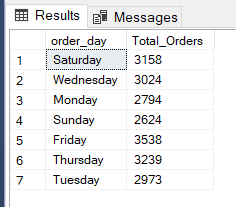 Results Messages
order_day Total_Orders
1 Saturday 3158
2 Wednesday 3024
3 Monday 2794
4 Sunday 2624
5 Friday 3538
6 Thursday 3239
7 Tuesday 2973